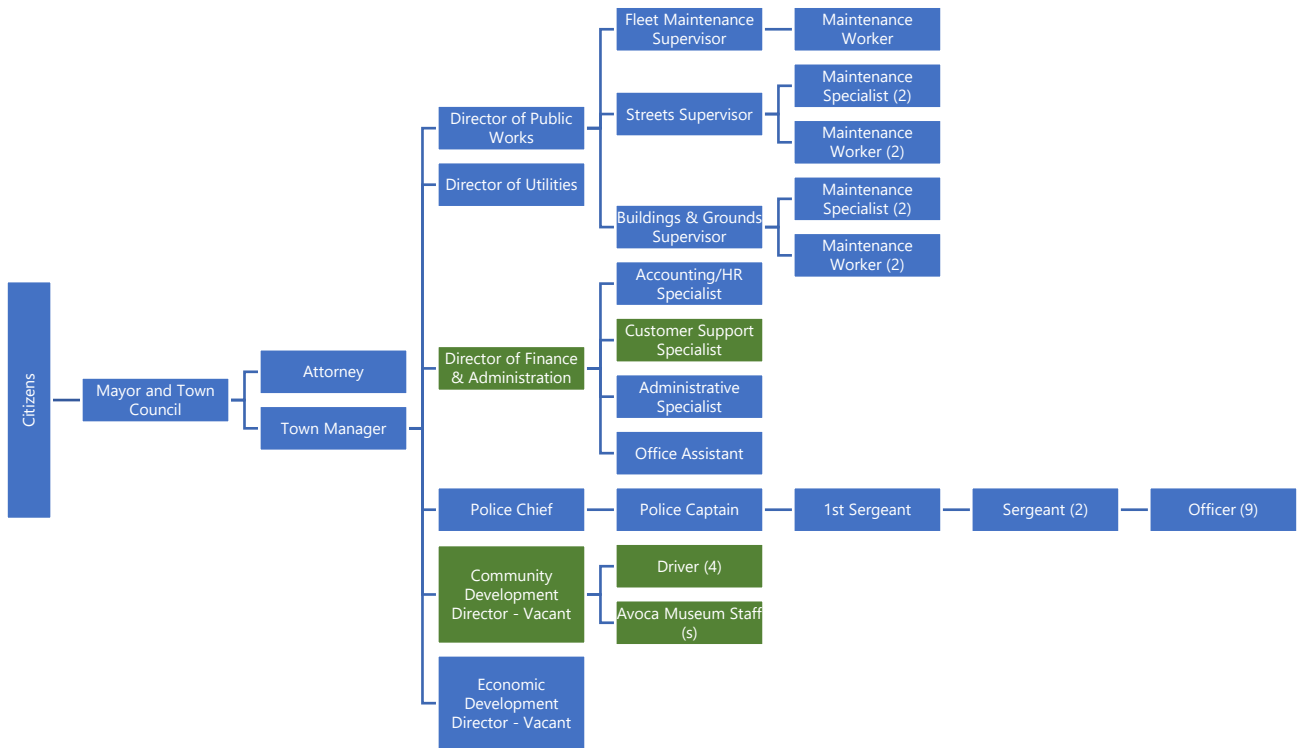 Citizens
Mayor and Town
Council
Attorney
Town Manager
Director of Public
Works
Fleet Maintenance
Supervisor
Maintenance
Worker
Streets Supervisor
Maintenance
Specialist (2)
Maintenance
Worker (2)
Buildings & Grounds
Supervisor
Maintenance
Specialist (2)
Maintenance
Worker (2)
Director of Utilities
Director of Finance
& Administration
Accounting/HR
Specialist
Customer Support
Specialist
Administrative
Specialist
Office Assistant
Police Chief
Police Captain
1st Sergeant
Sergeant (2)
Officer (9)
Community
Development
Director - Vacant
Driver (4)
Avoca Museum Staff
(s)
Economic
Development
Director - Vacant